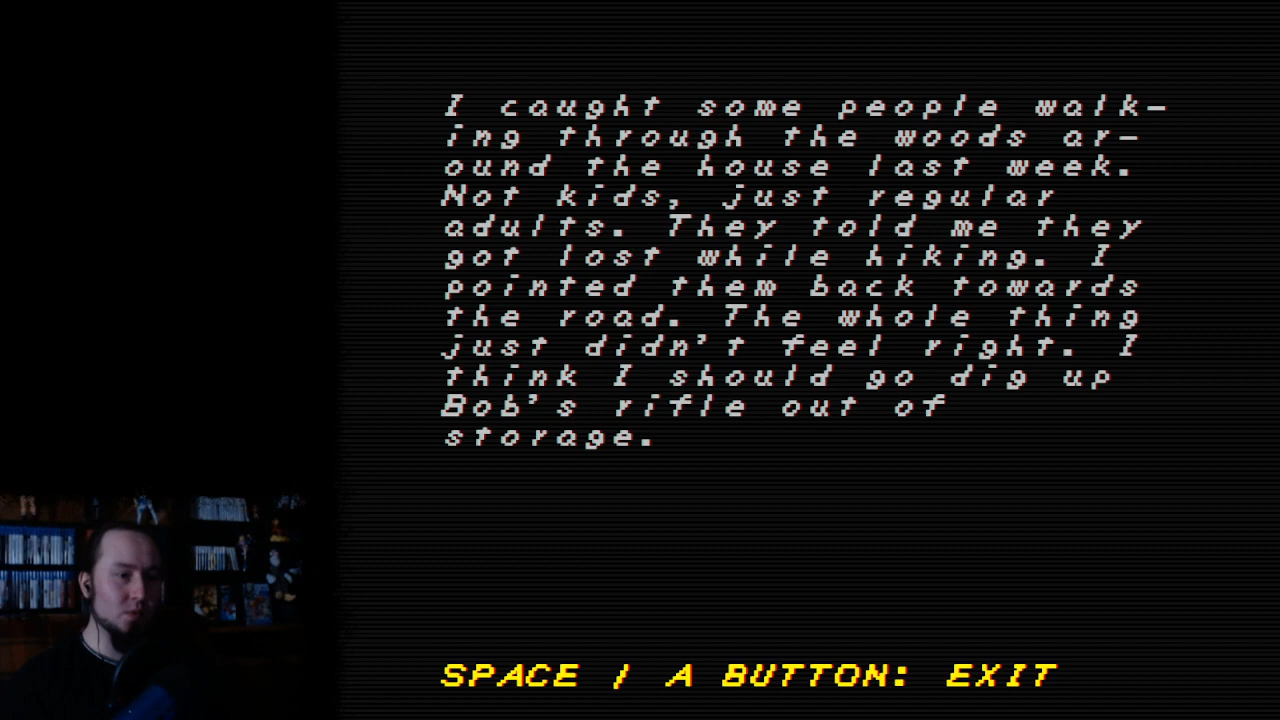 I caught some people walk-
ing through the woods ar-
ound the house last week.
Not kids, just regular
adults. They told me they
got lost while hiking. I
pointed them back towards
the road. The whole thing
just didn't feel right. I
think I should go dig up
Bob's rifle out of
storage.
SPACE / A BUTTON: EXIT